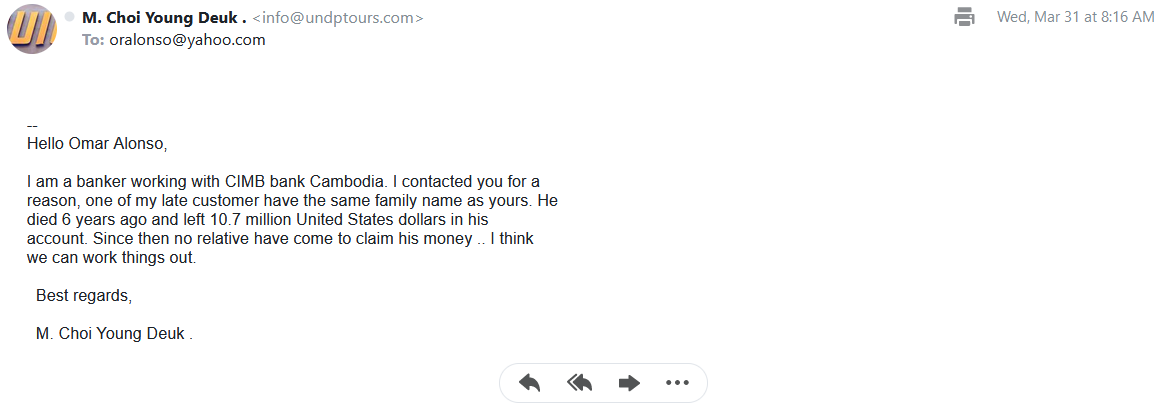 M. Choi Young Deuk . <info@undptours.com>
Wed, Mar 31 at 8:16 AM
To: oralonso@yahoo.com
--
Hello Omar Alonso,
I am a banker working with CIMB bank Cambodia. I contacted you for a
reason, one of my late customer have the same family name as yours. He
died 6 years ago and left 10.7 million United States dollars in his
account. Since then no relative have come to claim his money .. I think
we can work things out.
Best regards,
M. Choi Young Deuk .